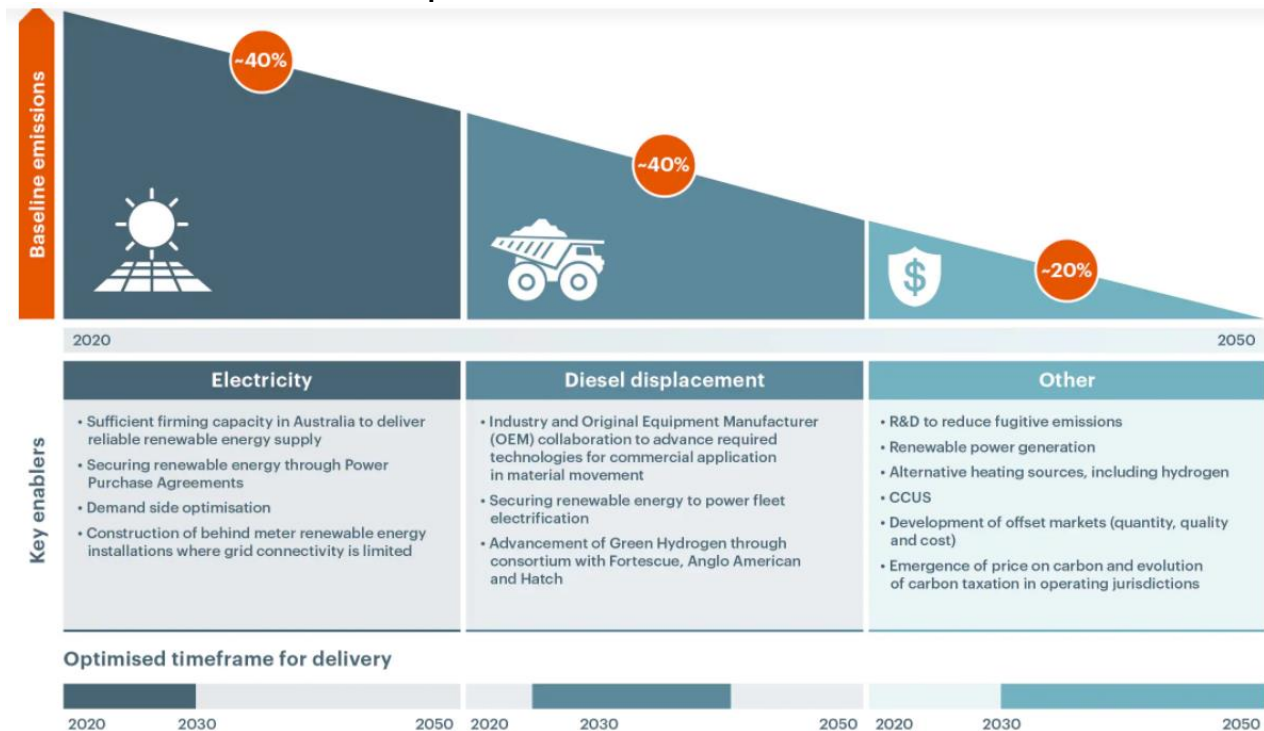 Baseline emissions
~40%
~40%
$
~20%
2020
2050
Key enablers
Electricity
• Sufficient firming capacity in Australia to deliver
reliable renewable energy supply
• Securing renewable energy through Power
Purchase Agreements
• Demand side optimisation
• Construction of behind meter renewable energy
installations where grid connectivity is limited
Diesel displacement
• Industry and Original Equipment Manufacturer
(OEM) collaboration to advance required
technologies for commercial application
in material movement
• Securing renewable energy to power fleet
electrification
• Advancement of Green Hydrogen through
consortium with Fortescue, Anglo American
and Hatch
Other
• R&D to reduce fugitive emissions
• Renewable power generation
• Alternative heating sources, including hydrogen
• CCUS
• Development of offset markets (quantity, quality
and cost)
• Emergence of price on carbon and evolution
of carbon taxation in operating jurisdictions
Optimised timeframe for delivery
2020 2030 2050
2020 2030 2050
2020 2030 2050